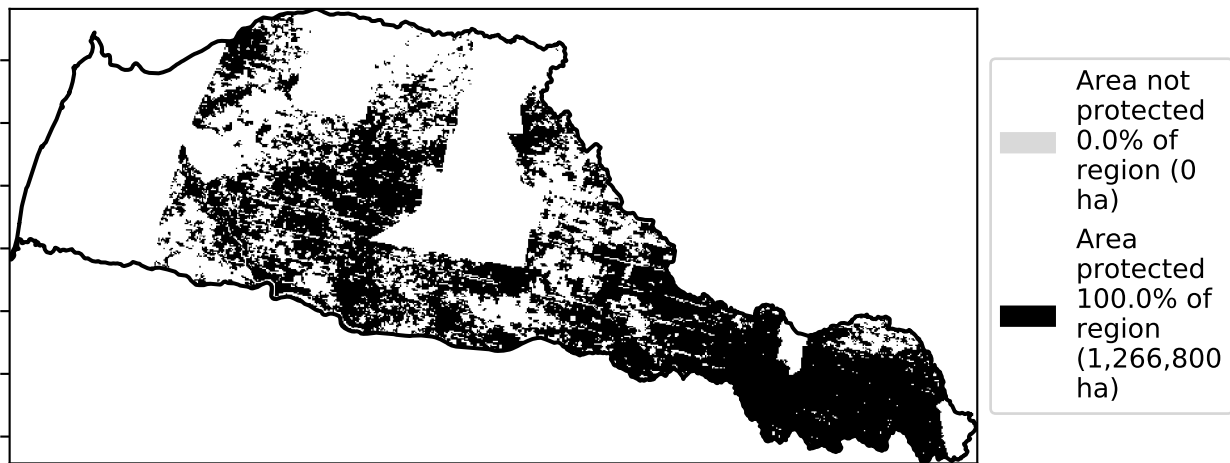 Area not
protected
0.0% of
region (0
ha)
Area
protected
100.0% of
region
(1,266,800
ha)